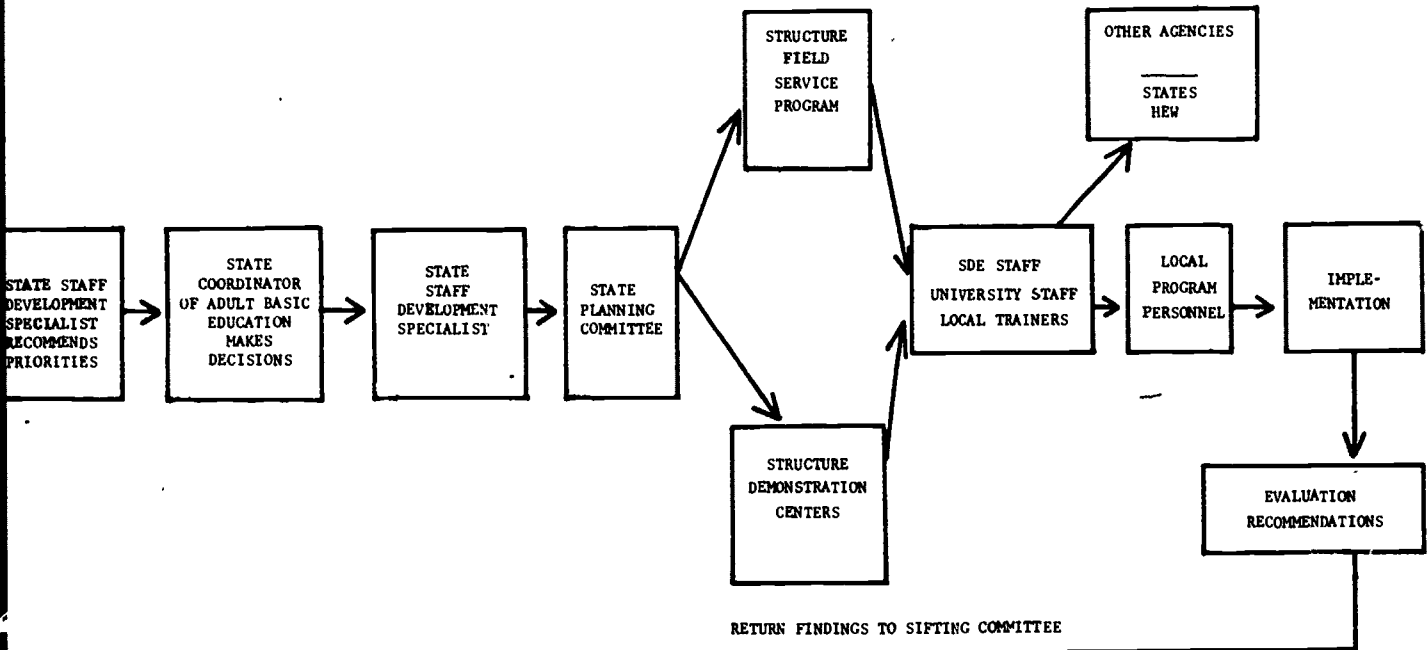 STRUCTURE
FIELD
SERVICE
PROGRAM
OTHER AGENCIES
STATES
HEW
STATE STAFF
DEVELOPMENT
SPECIALIST
RECOMMENDS
PRIORITIES
STATE
COORDINATOR
OF ADULT BASIC
EDUCATION
MAKES
DECISIONS
STATE
STAFF
DEVELOPMENT
SPECIALIST
STATE
PLANNING
COMMITTEE
SDE STAFF
UNIVERSITY STAFF
LOCAL TRAINERS
LOCAL
PROGRAM
PERSONNEL
IMPLE-
MENTATION
STRUCTURE
DEMONSTRATION
CENTERS
EVALUATION
RECOMMENDATIONS
RETURN FINDINGS TO SIFTING COMMITTEE